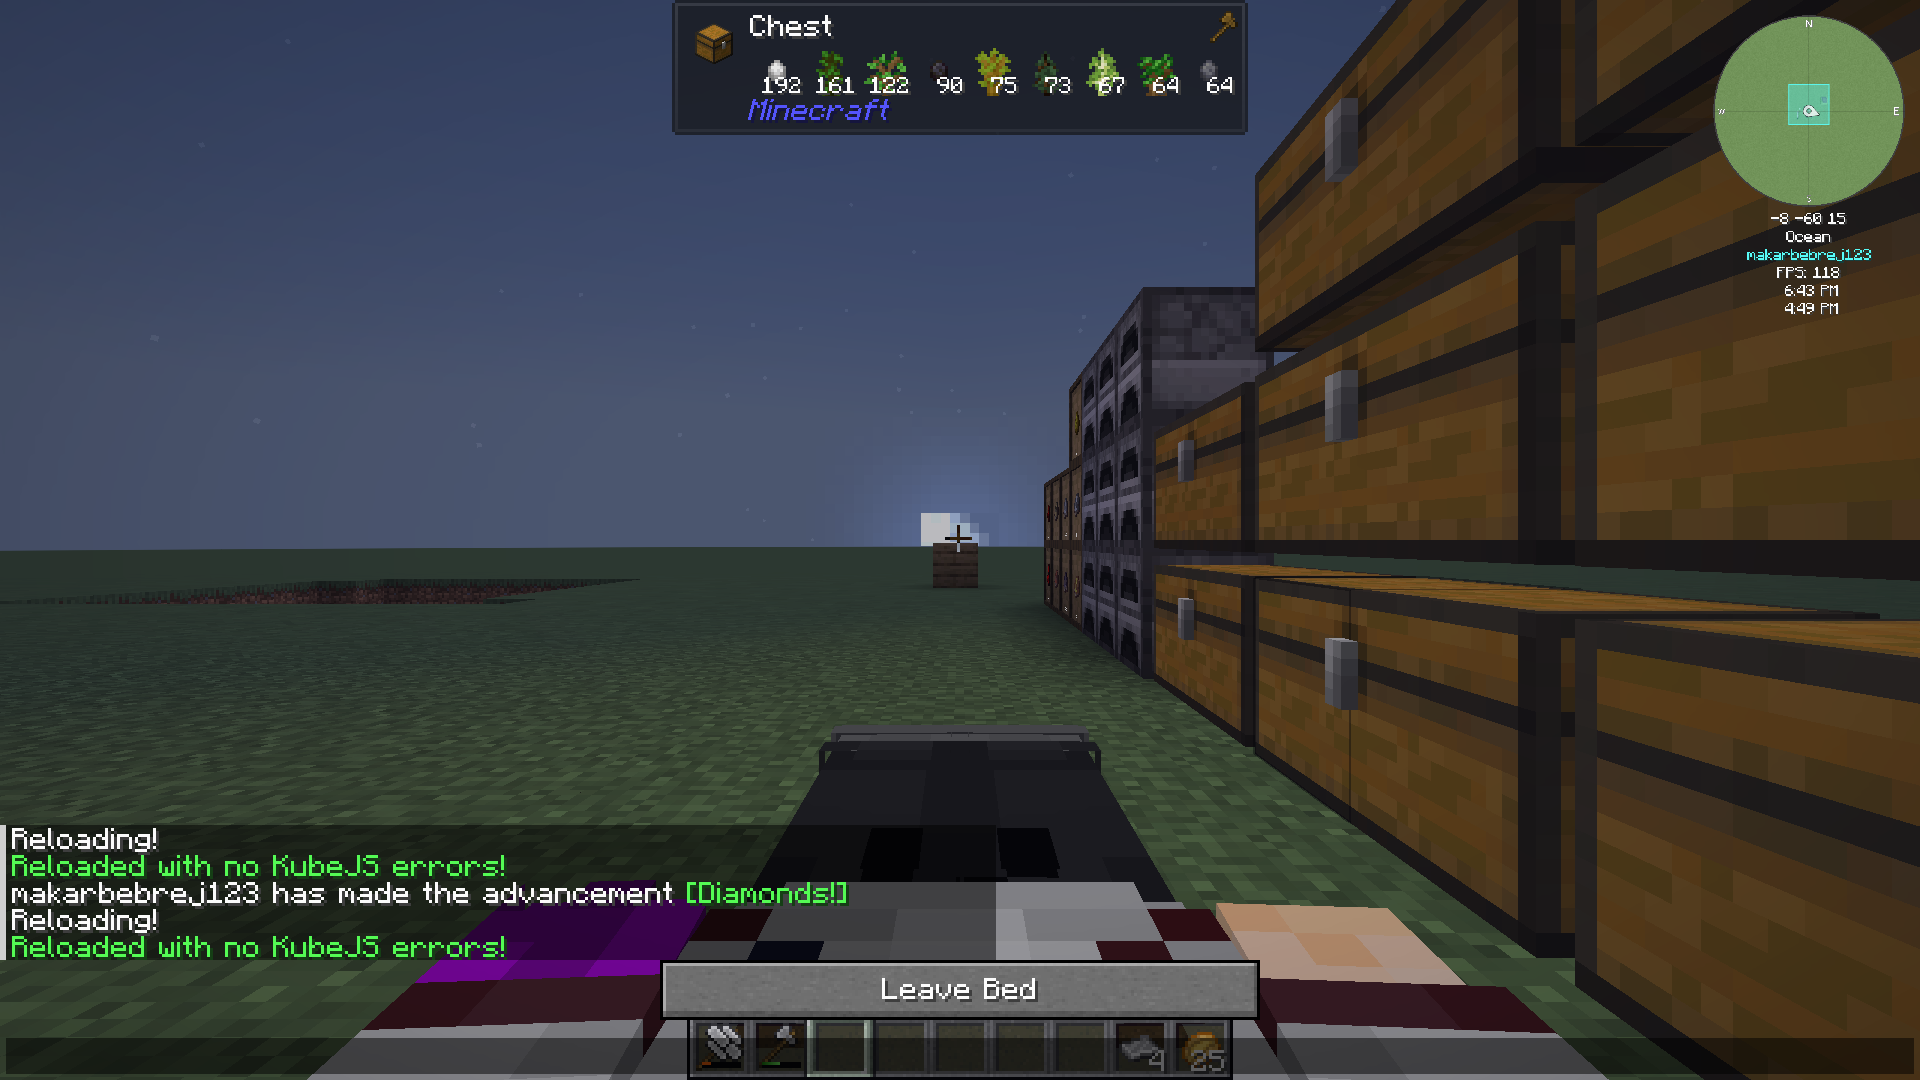 Chest
192 161 122 90 75 73 67 64 64
Minecraft
N
W
E
S
-8 -60 15
Ocean
makarbebrej123
FPS: 118
6:43 PM
4:49 PM
Reloading!
Reloaded with no KubeJS errors!
makarbebrej123 has made the advancement [Diamonds!]
Reloading!
Reloaded with no KubeJS errors!
Leave Bed
4 25